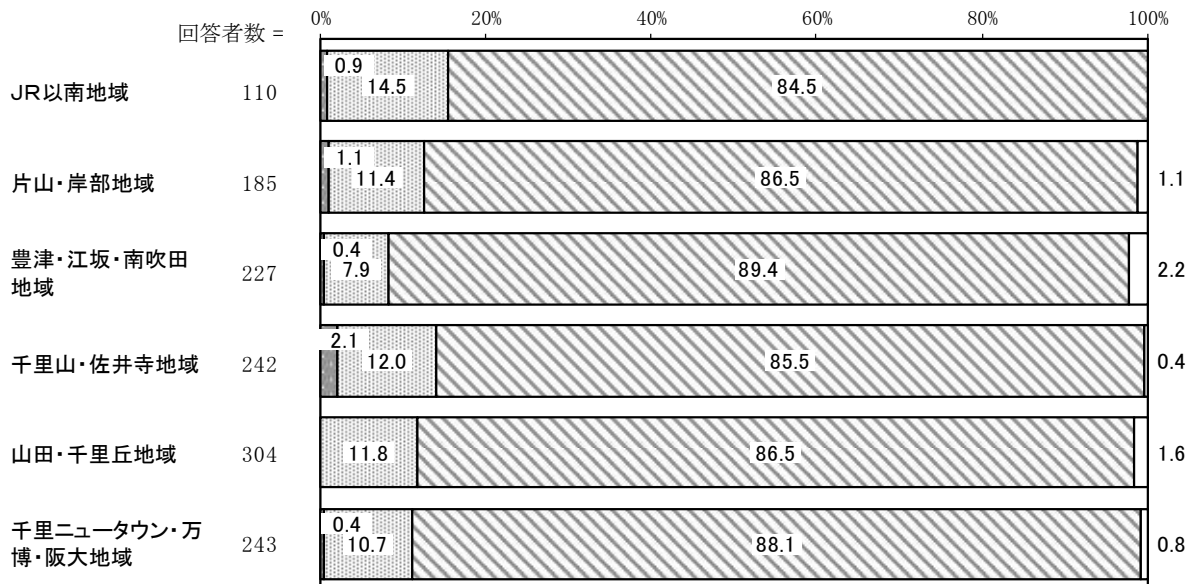 0% 20% 40% 60% 80% 100%
回答者数 =
JR以南地域 110 0.9 14.5 84.5
片山・岸部地域 185 1.1 11.4 86.5 1.1
豊津・江坂・南吹田
地域 227 0.4 7.9 89.4 2.2
千里山・佐井寺地域 242 2.1 12.0 85.5 0.4
山田・千里丘地域 304 11.8 86.5 1.6
千里ニュータウン・万
博・阪大地域 243 0.4 10.7 88.1 0.8